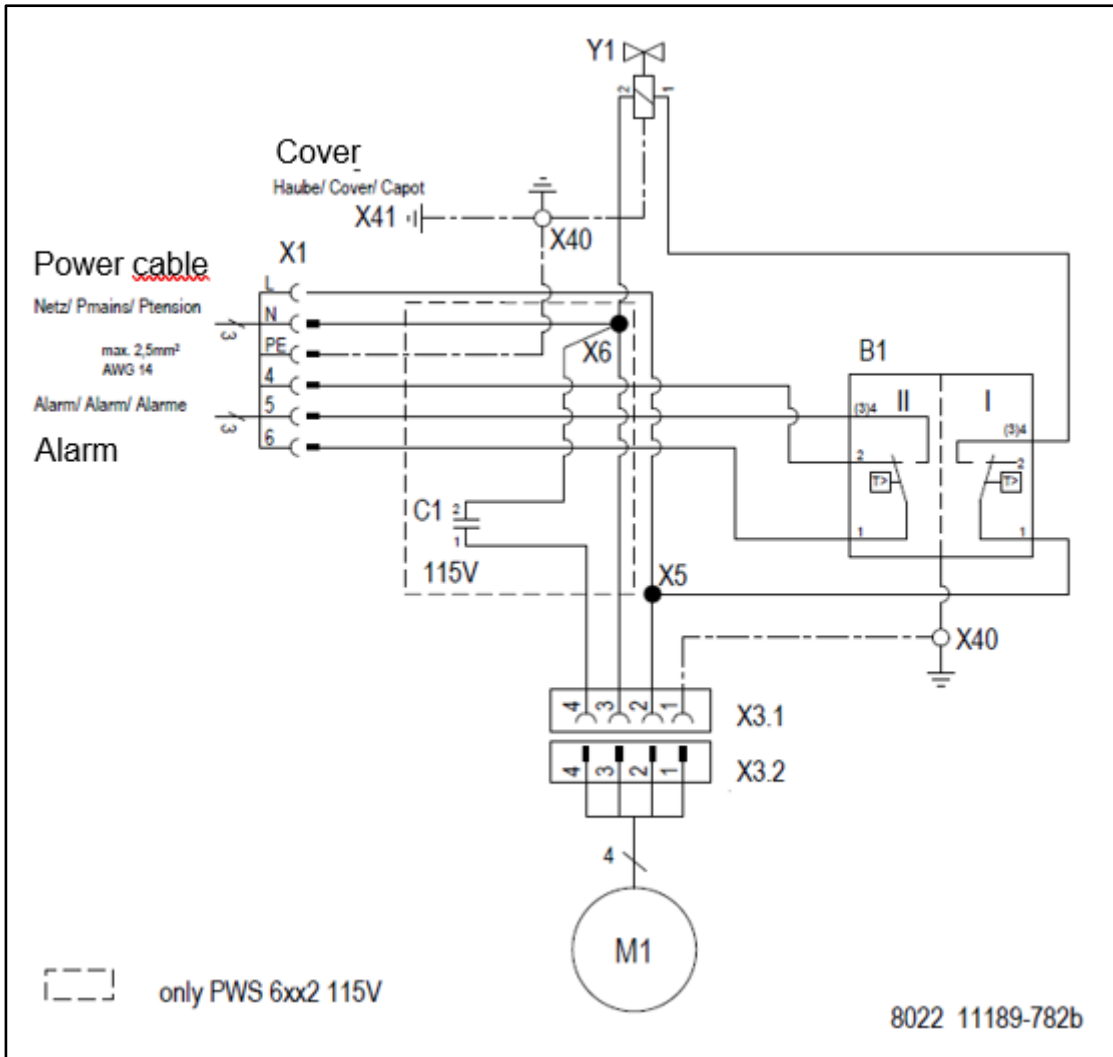 Y1
2
1
Cover
Haube/ Cover/ Capot
X41
X40
X1
Power cable
L
Netz/ Pmains/ Ptension
N
3
X6
max. 2,5mm²
AWG 14
PE
B1
4
Alarm/ Alarm/ Alarme
5
(3)4
II
I
3
(3)4
Alarm
6
2
2
T>
T>
C1
2
1
1
1
115V
X5
X40
4
3
2
1
X3.1
4
3
2
1
X3.2
4
M1
only PWS 6xx2 115V
8022 11189-782b